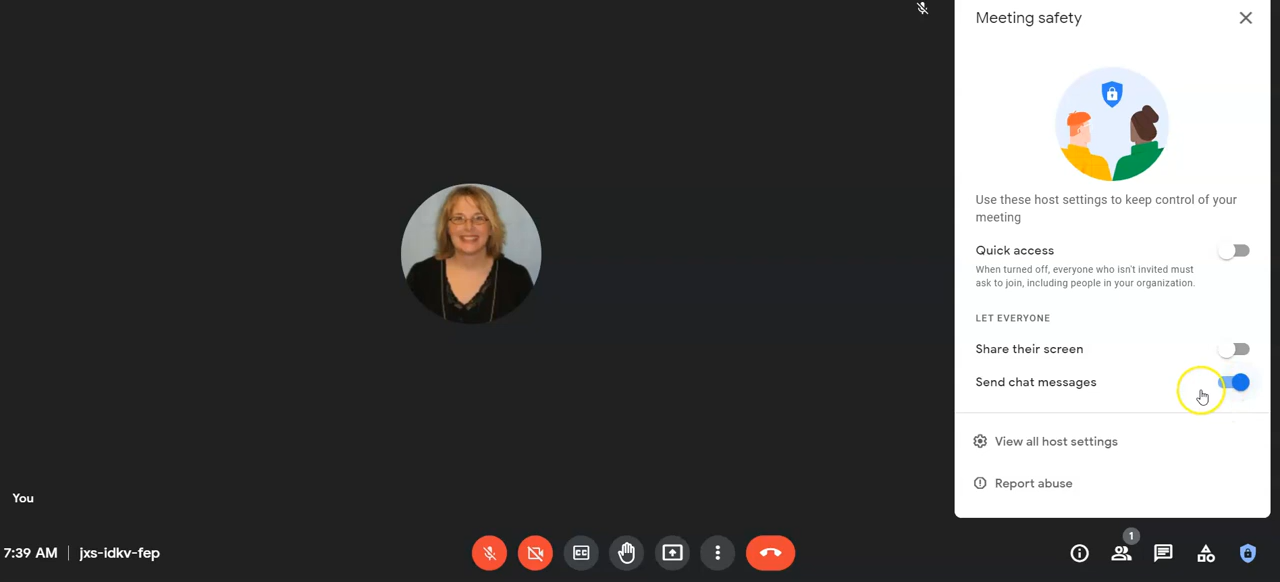 Meeting safety
Use these host settings to keep control of your
meeting
Quick access
When turned off, everyone who isn't invited must
ask to join, including people in your organization.
LET EVERYONE
Share their screen
Send chat messages
View all host settings
Report abuse
You
7:39 AM | jxs-idkv-fep
CC
1